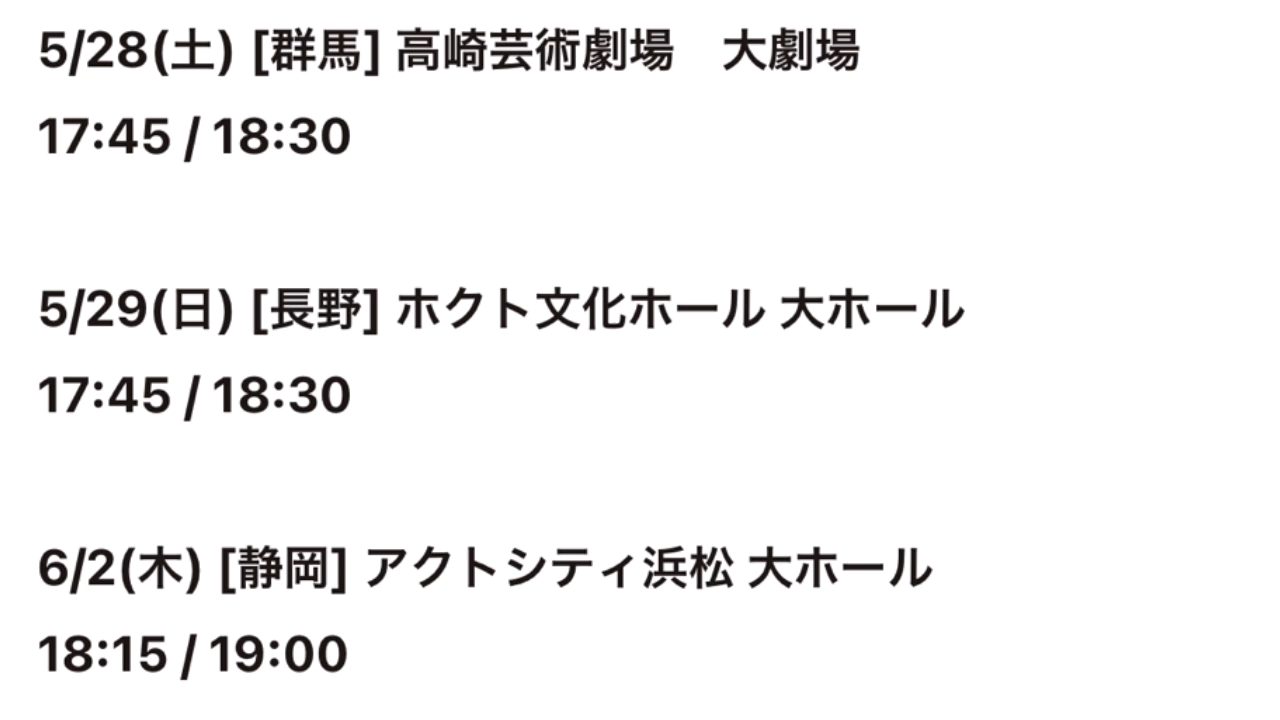 5/28(土) [群馬] 高崎芸術劇場　大劇場
17:45 / 18:30
5/29(日) [長野] ホクト文化ホール 大ホール
17:45 / 18:30
6/2(木) [静岡] アクトシティ浜松 大ホール
18:15 / 19:00